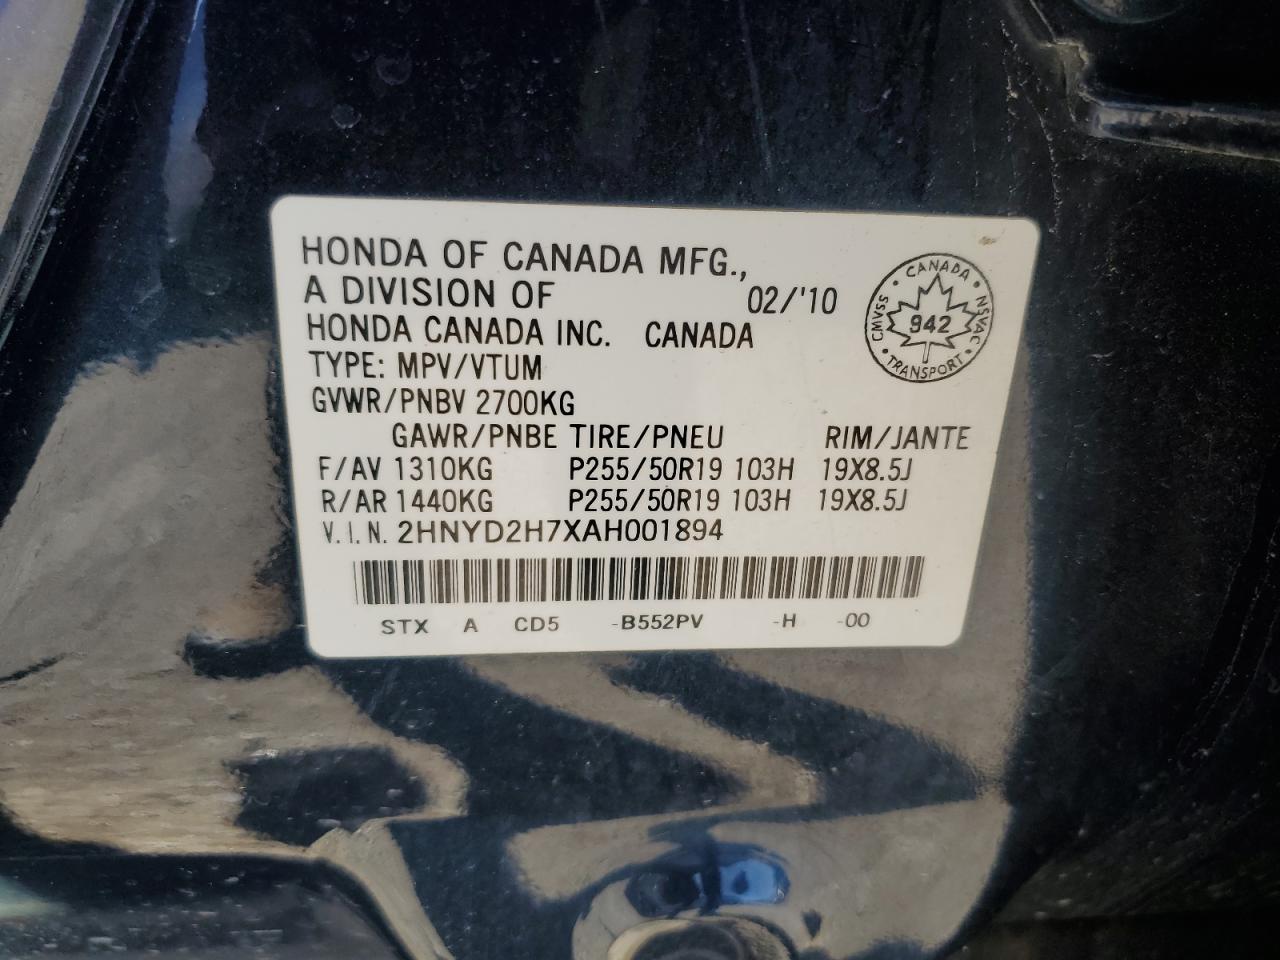 HONDA OF CANADA MFG.,
A DIVISION OF 02/'10
HONDA CANADA INC. CANADA
TYPE: MPV/VTUM
GVWR/PNBV 2700KG
GAWR/PNBE TIRE/PNEU RIM/JANTE
F/AV 1310KG P255/50R19 103H 19X8.5J
R/AR 1440KG P255/50R19 103H 19X8.5J
V.I.N. 2HNYD2H7XAH001894
STX A CD5 -B552PV -H -00
CANADA
CMVSS 942 NSVAC
TRANSPORT